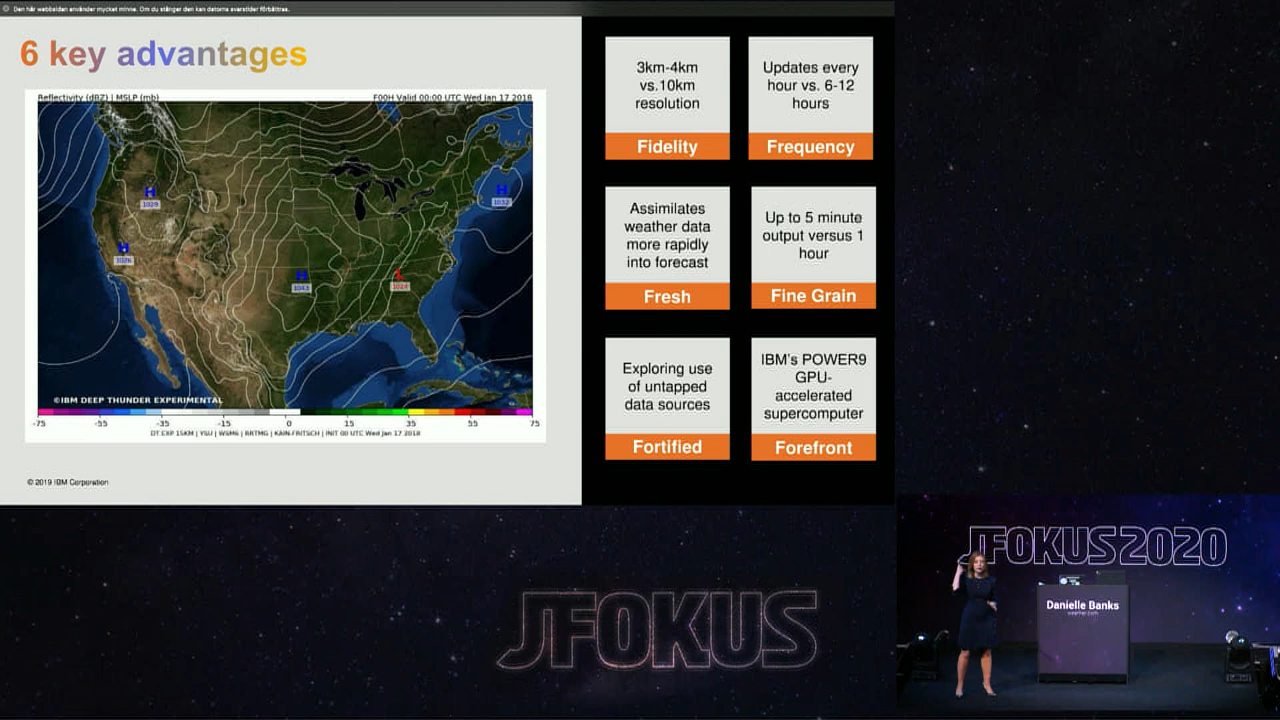 Den här webbsidan använder mycket minne. Om du stänger den kan datorns svarstider förbättras.
6 key advantages
Reflectivity (dBZ) | MSLP (mb)
F00H Valid 00:00 UTC Wed Jan 17 2018
H
1029
H
1032
H
1026
H
1043
L
1024
©IBM DEEP THUNDER EXPERIMENTAL
-75 -55 -35 -15 0 15 35 55 75
DT EXP 15KM | YSU | WSM6 | RRTMG | KAIN-FRITSCH | INIT 00 UTC Wed Jan 17 2018
© 2019 IBM Corporation
3km-4km
vs.10km
resolution
Fidelity
Updates every
hour vs. 6-12
hours
Frequency
Assimilates
weather data
more rapidly
into forecast
Fresh
Up to 5 minute
output versus 1
hour
Fine Grain
Exploring use
of untapped
data sources
Fortified
IBM's POWER9
GPU-
accelerated
supercomputer
Forefront
JFOKUS
JFOKUS2020
Danielle Banks
weather.com